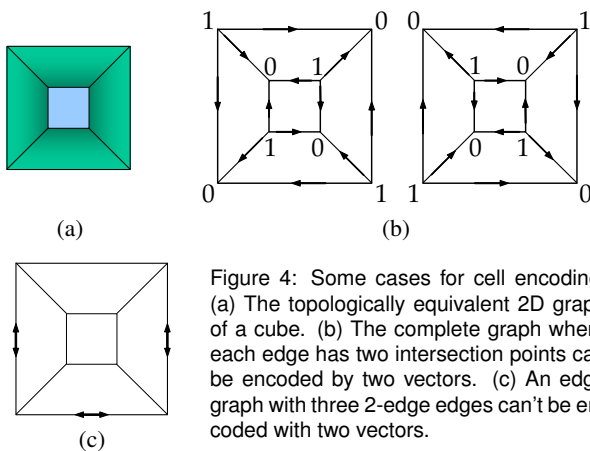 1 0 0 1
0 1 1 0
1 0 0 1
0 1 1 0
(a)
(b)
(c)
Figure 4: Some cases for cell encoding
(a) The topologically equivalent 2D grap
of a cube. (b) The complete graph wher
each edge has two intersection points ca
be encoded by two vectors. (c) An edg
graph with three 2-edge edges can't be en
coded with two vectors.